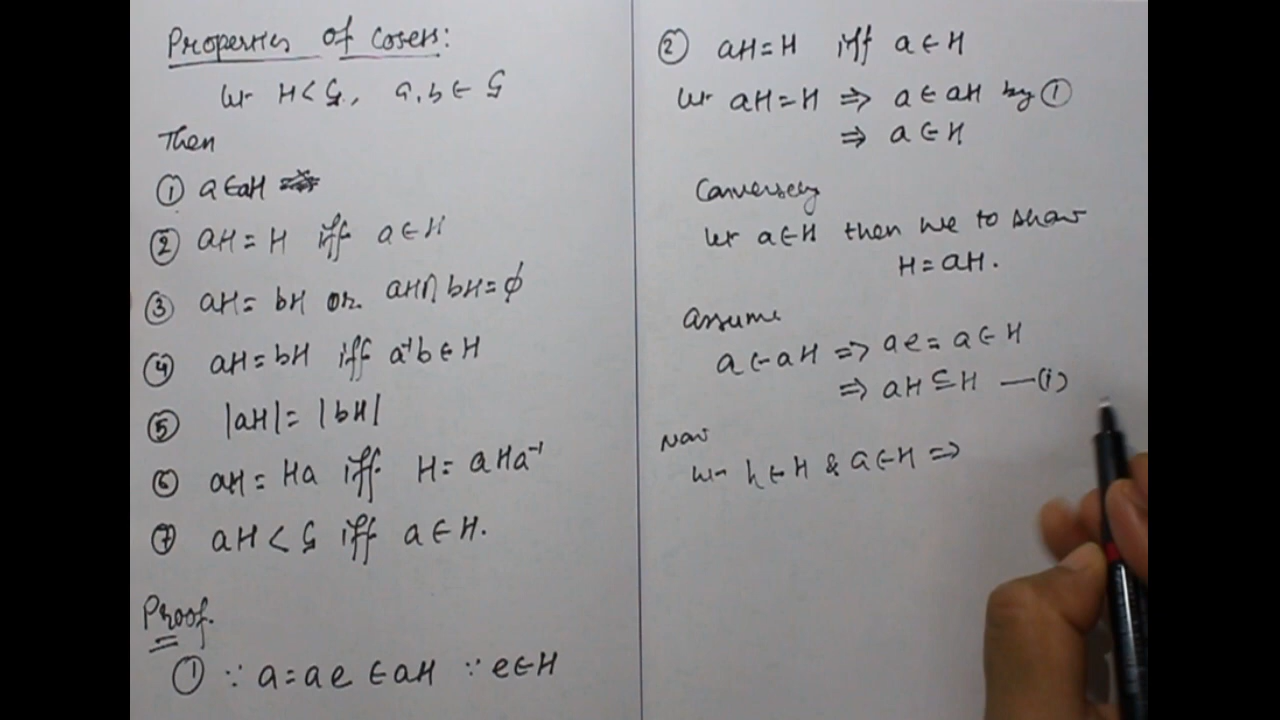 Properties of Cosets:
let H < G, a, b ∈ G
Then
① a ∈ aH
② aH = H iff a ∈ H
③ aH = bH or aH ∩ bH = ϕ
④ aH = bH iff a⁻¹b ∈ H
⑤ |aH| = |bH|
⑥ aH = Ha iff H = aHa⁻¹
⑦ aH < G iff a ∈ H.
Proof.
① ∵ a = ae ∈ aH ∵ e ∈ H
② aH = H iff a ∈ H
let aH = H ⇒ a ∈ aH by ①
⇒ a ∈ H
Conversely
let a ∈ H then we to show
H = aH.
Assume
a ∈ aH ⇒ ae = a ∈ H
⇒ aH ⊆ H —(i)
Now
let h ∈ H & a ∈ H ⇒